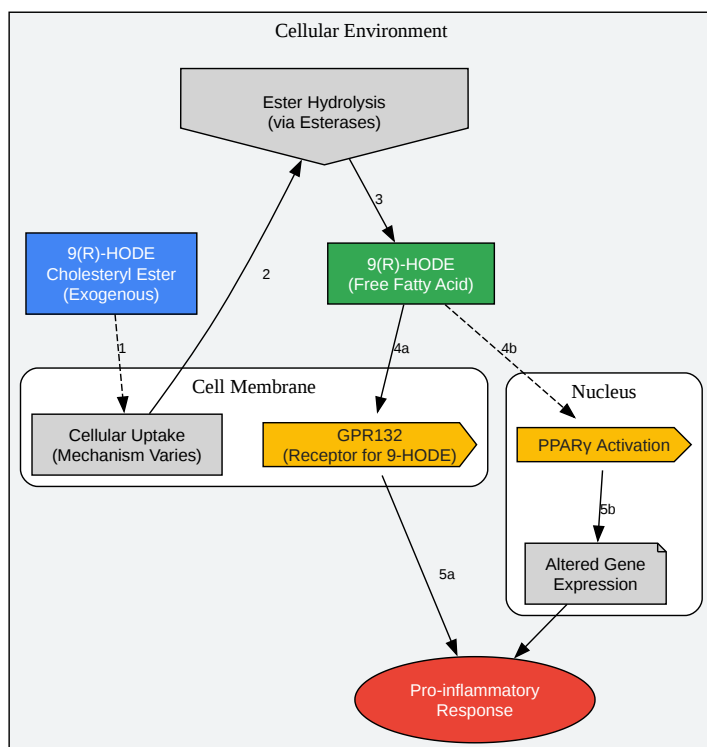 Cellular Environment
Ester Hydrolysis
(via Esterases)
3
9(R)-HODE
Cholesteryl Ester
(Exogenous)
9(R)-HODE
(Free Fatty Acid)
2
1
4a
4b
Cell Membrane
Nucleus
Cellular Uptake
(Mechanism Varies)
GPR132
(Receptor for 9-HODE)
PPARγ Activation
5b
5a
Altered Gene
Expression
Pro-inflammatory
Response